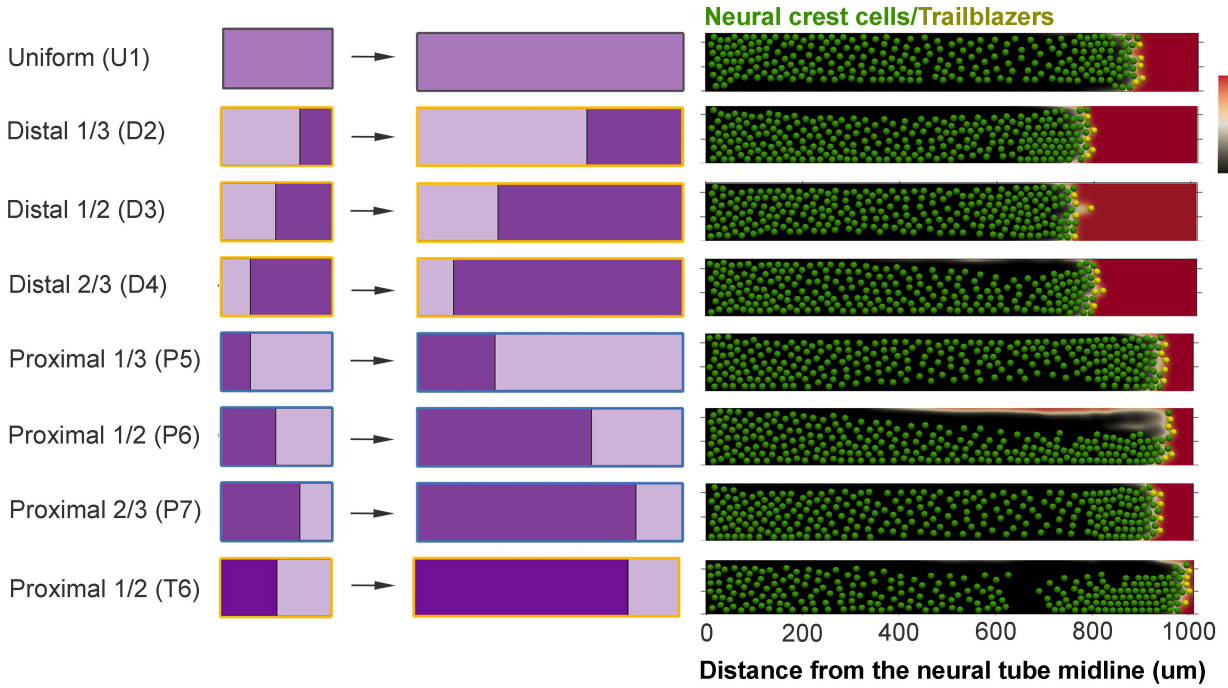 Neural crest cells/Trailblazers
Uniform (U1)
Distal 1/3 (D2)
Distal 1/2 (D3)
Distal 2/3 (D4)
Proximal 1/3 (P5)
Proximal 1/2 (P6)
Proximal 2/3 (P7)
Proximal 1/2 (T6)
0 200 400 600 800 1000
Distance from the neural tube midline (um)